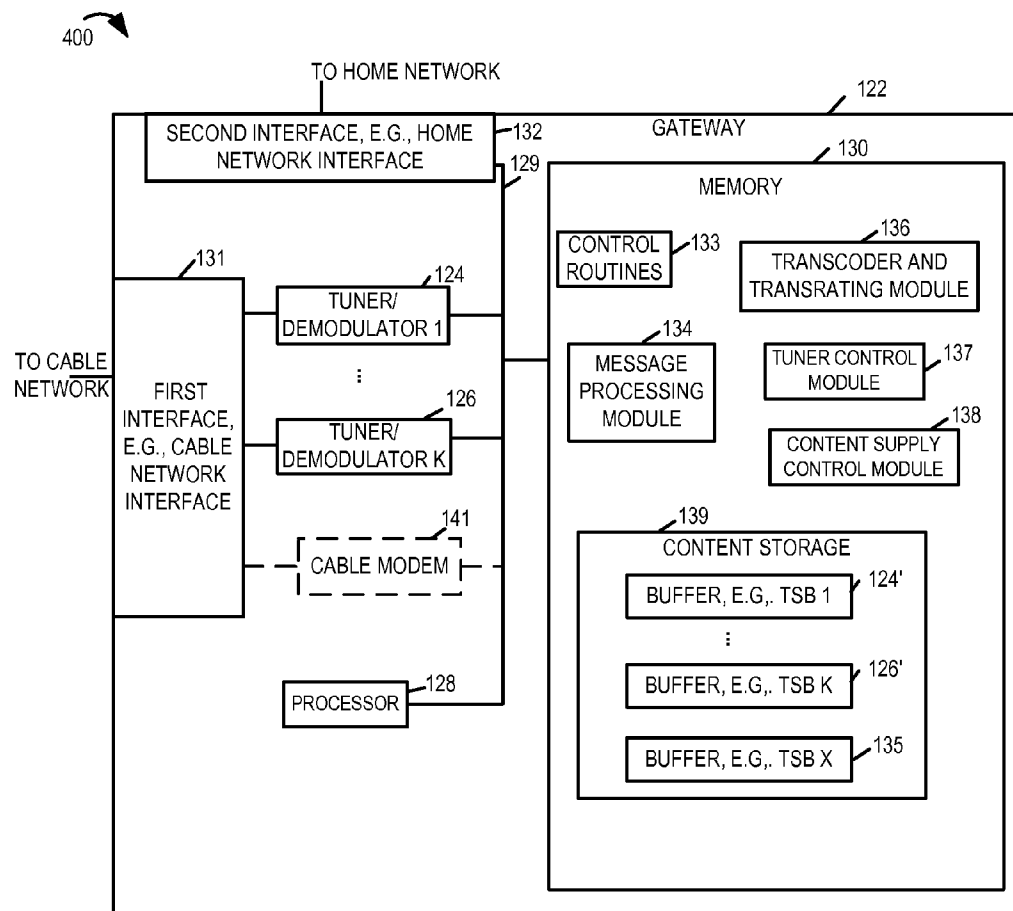 400
TO HOME NETWORK
122
SECOND INTERFACE, E.G., HOME
NETWORK INTERFACE
132
GATEWAY
129
130
MEMORY
131
124
CONTROL
ROUTINES
133
136
TRANSCODER AND
TRANSRATING MODULE
TUNER/
DEMODULATOR 1
TO CABLE
NETWORK
...
134
MESSAGE
PROCESSING
MODULE
TUNER CONTROL
MODULE
137
FIRST
INTERFACE,
E.G., CABLE
NETWORK
INTERFACE
126
TUNER/
DEMODULATOR K
138
CONTENT SUPPLY
CONTROL MODULE
141
CABLE MODEM
139
CONTENT STORAGE
BUFFER, E.G,. TSB 1
124'
...
PROCESSOR
128
BUFFER, E.G,. TSB K
126'
BUFFER, E.G,. TSB X
135